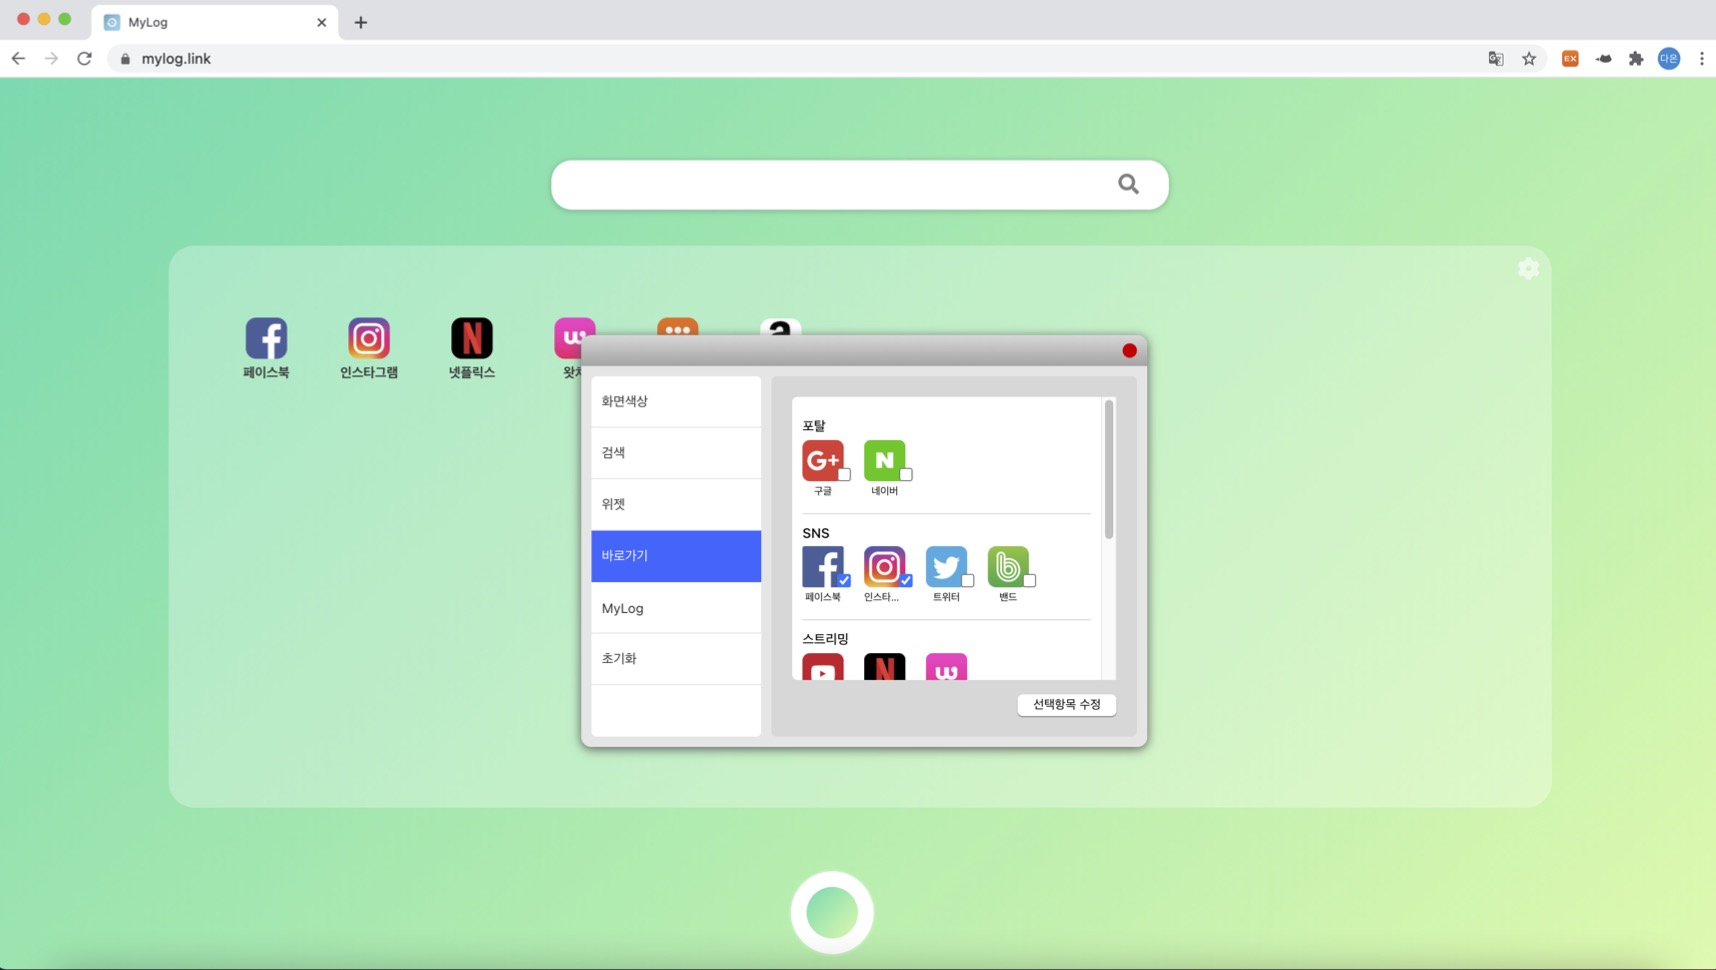 MyLog
mylog.link
EX
다은
페이스북
인스타그램
넷플릭스
화면색상
검색
위젯
바로가기
MyLog
초기화
포탈
G+
N
구글
네이버
SNS
페이스북
인스타...
트위터
밴드
스트리밍
선택항목 수정